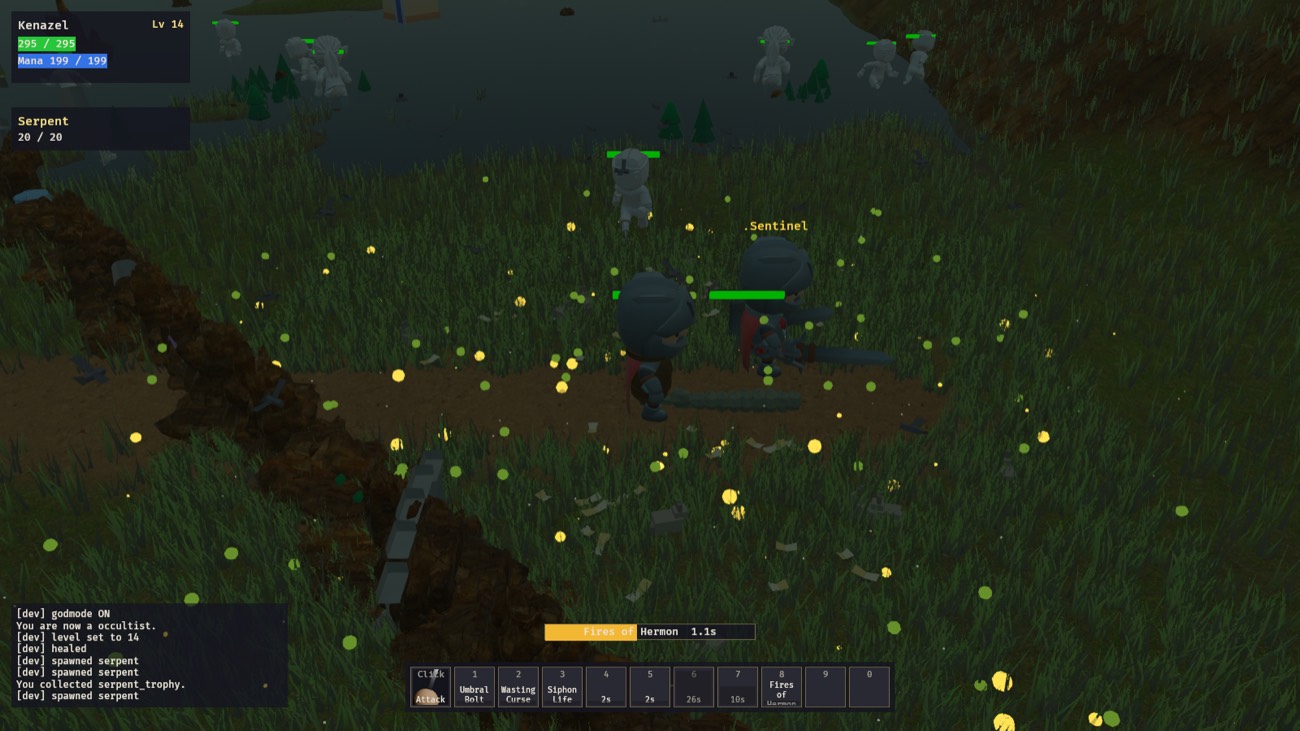 Kenazel
Lv 14
295 / 295
Mana 199 / 199
Serpent
20 / 20
.Sentinel
[dev] godmode ON
You are now a occultist.
[dev] level set to 14
[dev] healed
[dev] spawned serpent
[dev] spawned serpent
You collected serpent_trophy.
[dev] spawned serpent
Fires of Hermon 1.1s
Click
Attack
1
Umbral
Bolt
2
Wasting
Curse
3
Siphon
Life
4
2s
5
2s
6
26s
7
10s
8
Fires
of
Hermon
9
0